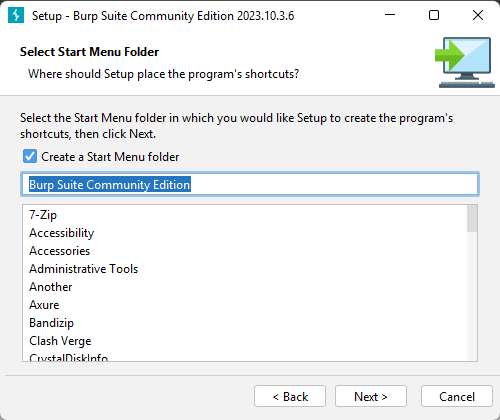 Setup - Burp Suite Community Edition 2023.10.3.6
Select Start Menu Folder
Where should Setup place the program's shortcuts?
Select the Start Menu folder in which you would like Setup to create the program's
shortcuts, then click Next.
Create a Start Menu folder
Burp Suite Community Edition
7-Zip
Accessibility
Accessories
Administrative Tools
Another
Axure
Bandizip
Clash Verge
CrystalDiskInfo
< Back
Next >
Cancel